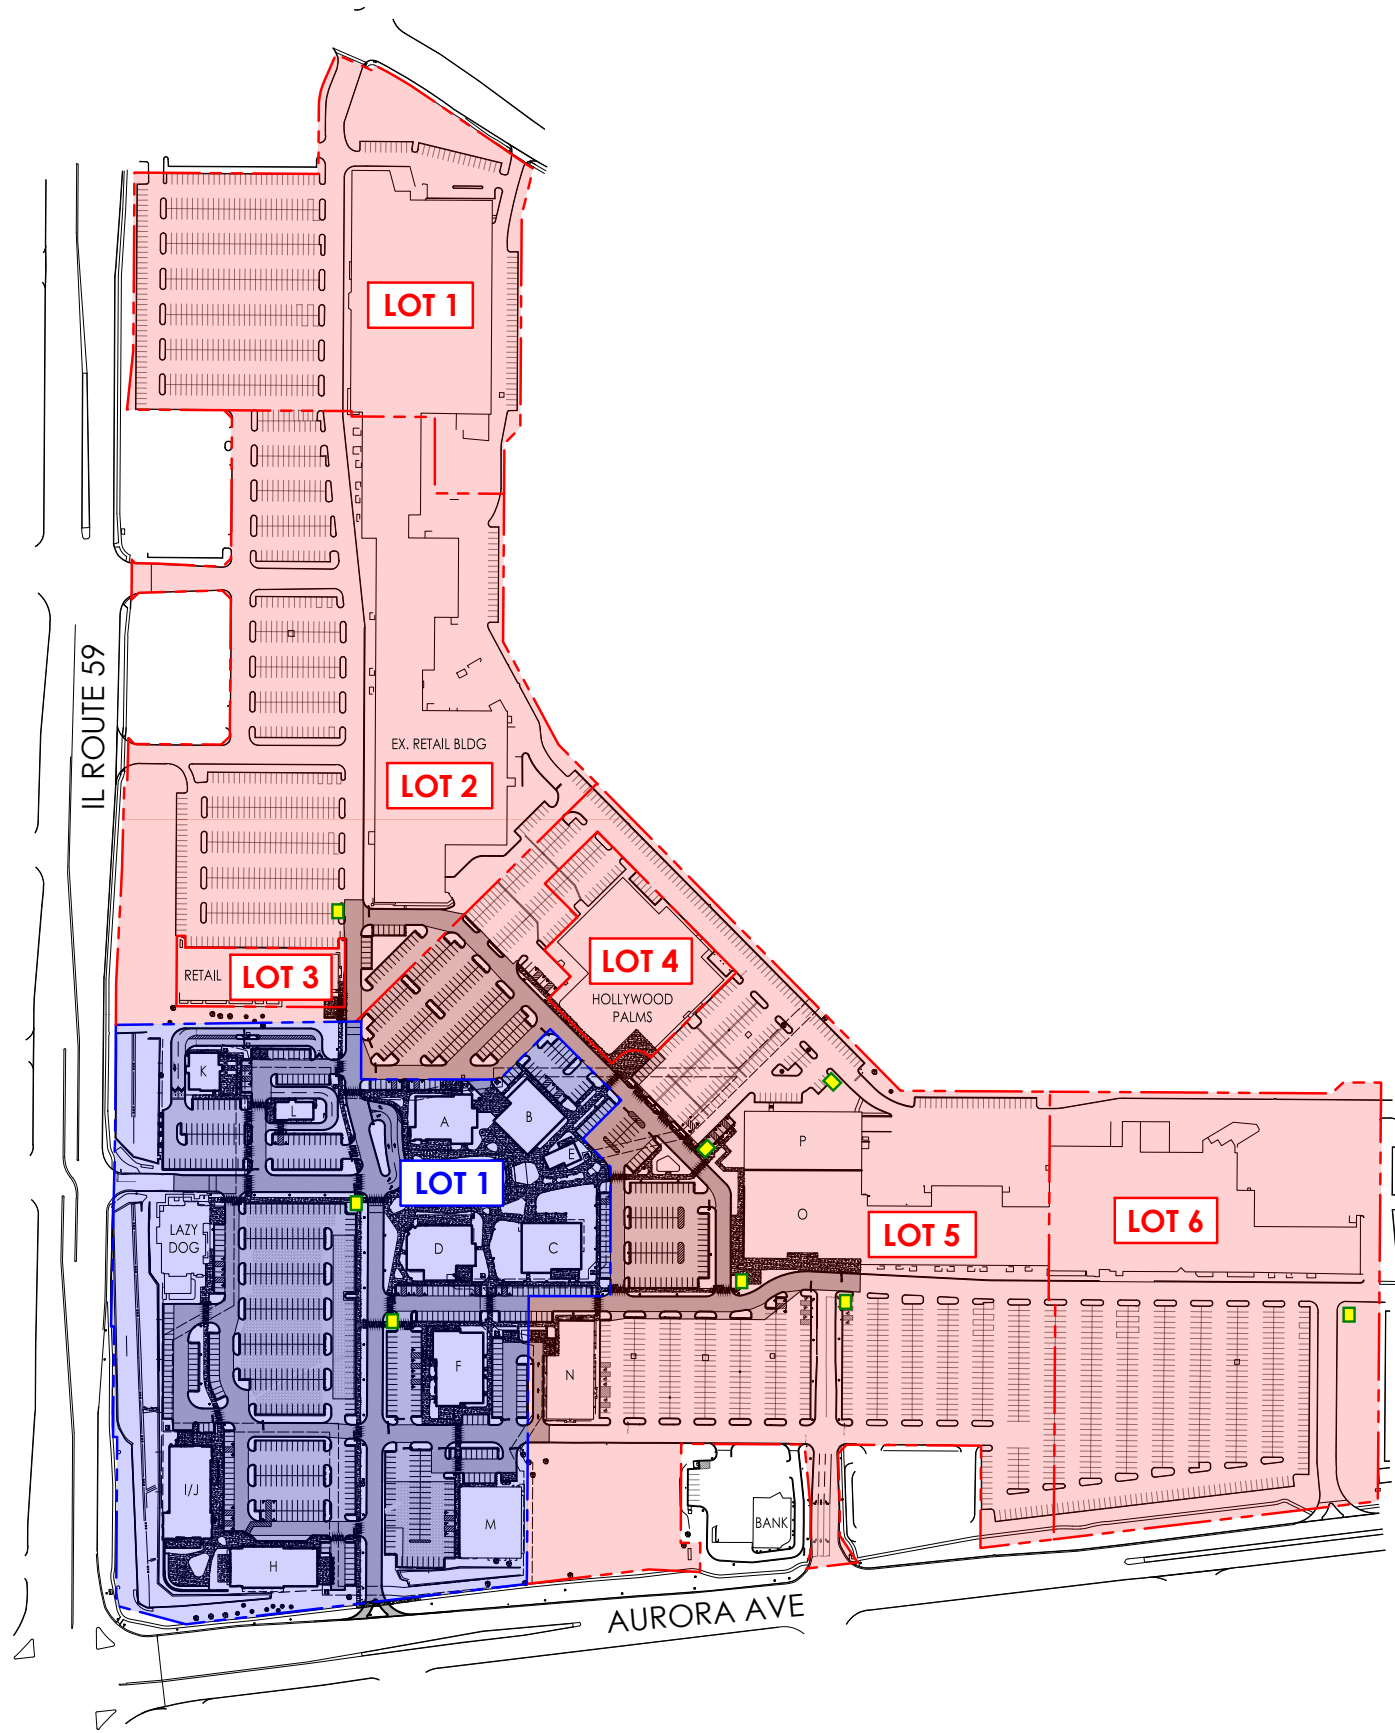 LOT 1
IL ROUTE 59
EX. RETAIL BLDG
LOT 2
RETAIL
LOT 3
LOT 4
HOLLYWOOD
PALMS
K
L
A
B
E
P
LOT 1
LAZY
DOG
D
C
O
LOT 5
LOT 6
F
N
I/J
M
BANK
H
AURORA AVE